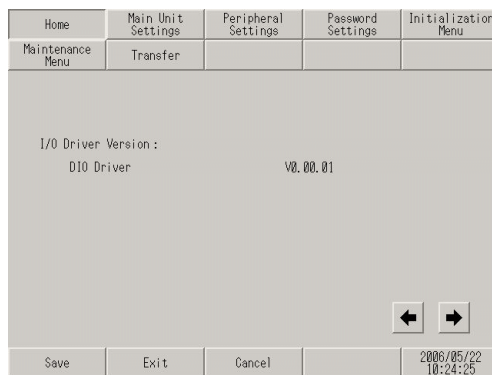 Home
Main Unit
Settings
Peripheral
Settings
Password
Settings
Initialization
Menu
Maintenance
Menu
Transfer
I/O Driver Version :
DIO Driver V0.00.01
Save
Exit
Cancel
2006/05/22
10:24:25